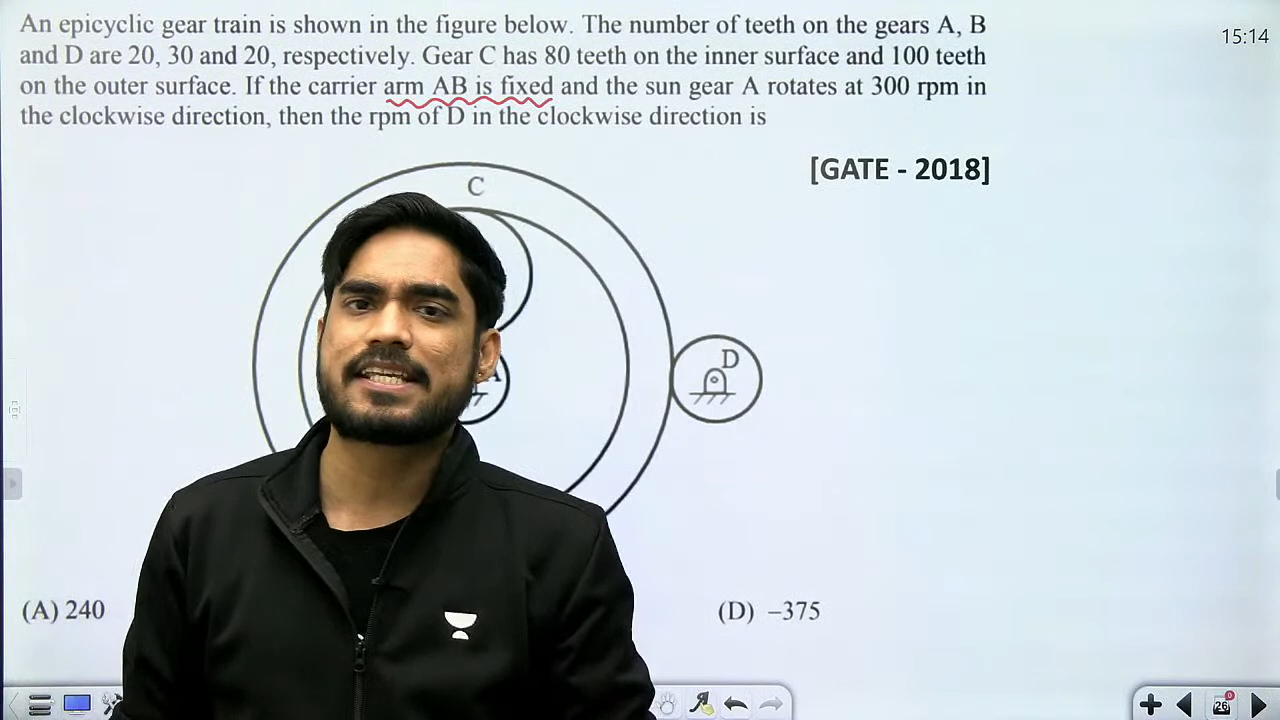 An epicyclic gear train is shown in the figure below. The number of teeth on the gears A, B
and D are 20, 30 and 20, respectively. Gear C has 80 teeth on the inner surface and 100 teeth
on the outer surface. If the carrier arm AB is fixed and the sun gear A rotates at 300 rpm in
the clockwise direction, then the rpm of D in the clockwise direction is
15:14
[GATE - 2018]
C
A
D
(A) 240
(D) –375
26
0